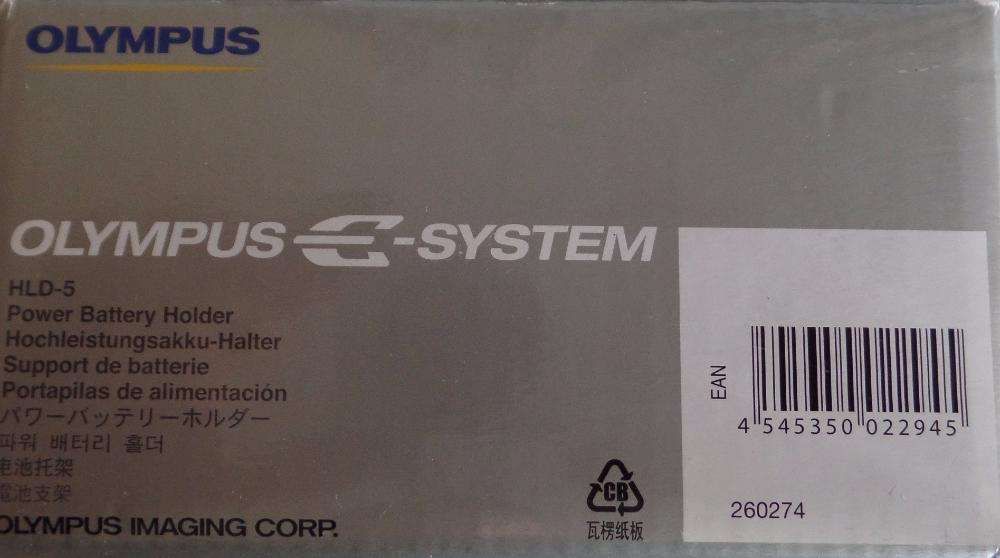 OLYMPUS
OLYMPUS E-SYSTEM
HLD-5
Power Battery Holder
Hochleistungsakku-Halter
Support de batterie
Portapilas de alimentación
パワーバッテリーホルダー
파워 배터리 홀더
电池托架
電池支架
OLYMPUS IMAGING CORP.
CB
瓦楞纸板
EAN
4 545350 022945
260274